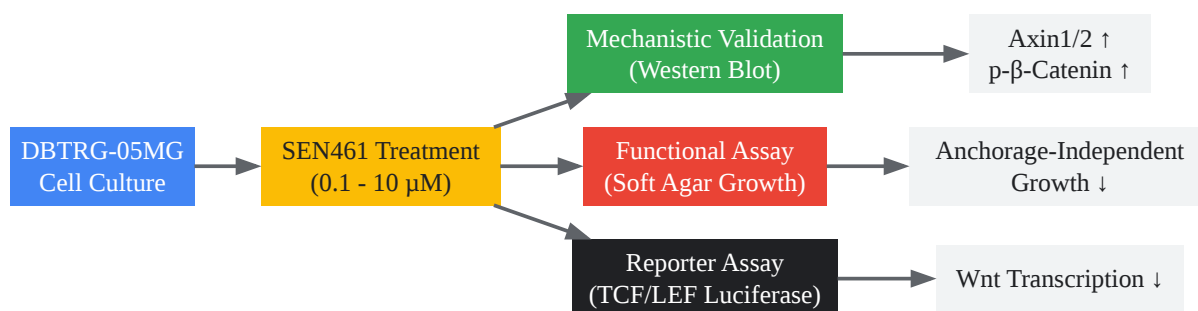 DBTRG-05MG
Cell Culture
SEN461 Treatment
(0.1 - 10 µM)
Mechanistic Validation
(Western Blot)
Axin1/2 ↑
p-β-Catenin ↑
Functional Assay
(Soft Agar Growth)
Anchorage-Independent
Growth ↓
Reporter Assay
(TCF/LEF Luciferase)
Wnt Transcription ↓